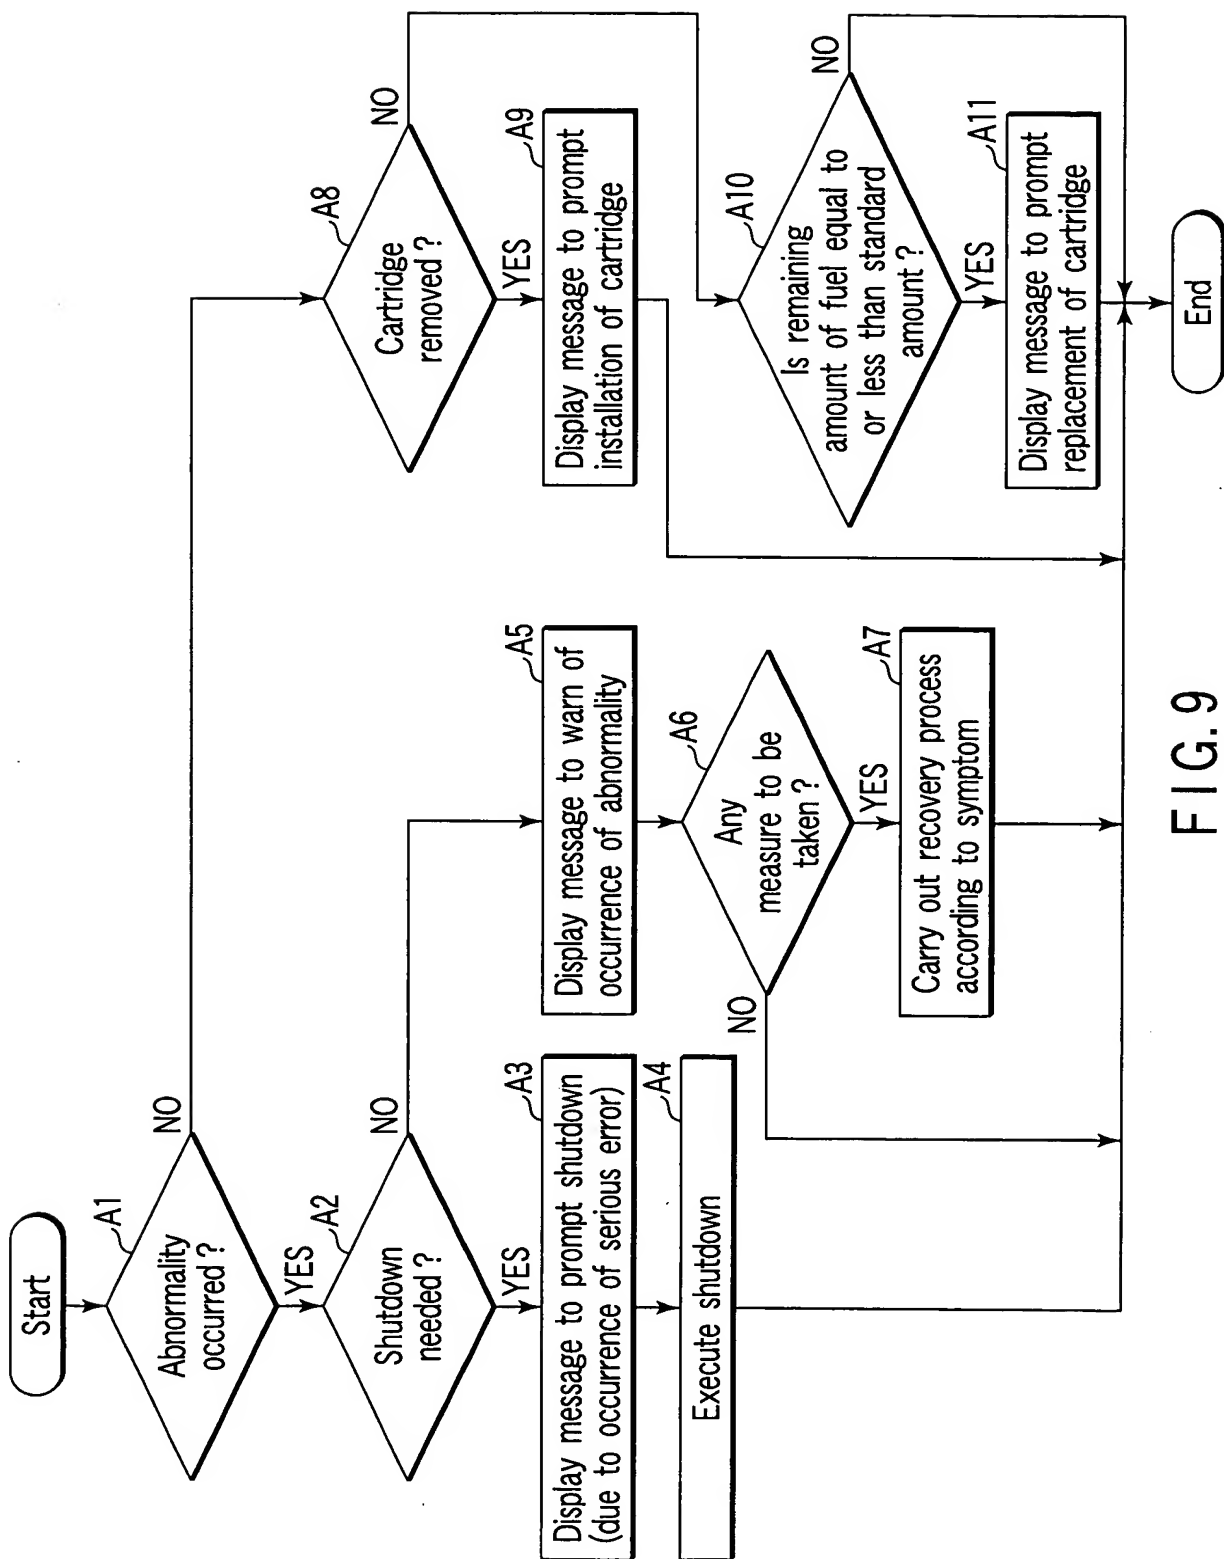 Start
A1
Abnormality
occurred ?
NO
YES
A2
Shutdown
needed ?
NO
YES
A3
Display message to prompt shutdown
(due to occurrence of serious error)
A4
Execute shutdown
A5
Display message to warn of
occurrence of abnormality
A6
Any
measure to be
taken ?
NO
YES
A7
Carry out recovery process
according to symptom
A8
Cartridge
removed ?
NO
YES
A9
Display message to prompt
installation of cartridge
A10
Is remaining
amount of fuel equal to
or less than standard
amount ?
NO
YES
A11
Display message to prompt
replacement of cartridge
End
FIG. 9